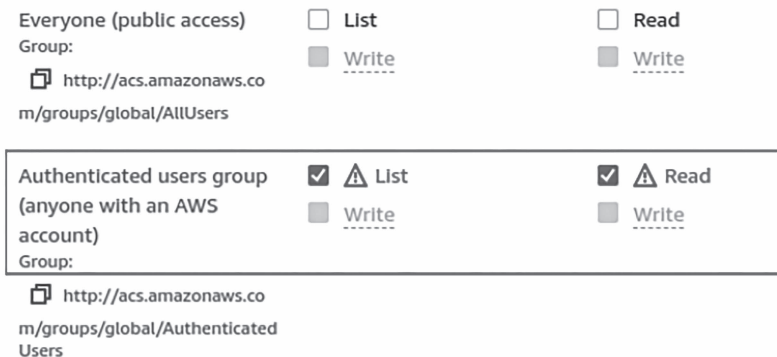 Everyone (public access)
List
Read
Group:
Write
Write
http://acs.amazonaws.co
m/groups/global/AllUsers
Authenticated users group
List
Read
(anyone with an AWS
Write
Write
account)
Group:
http://acs.amazonaws.co
m/groups/global/Authenticated
Users